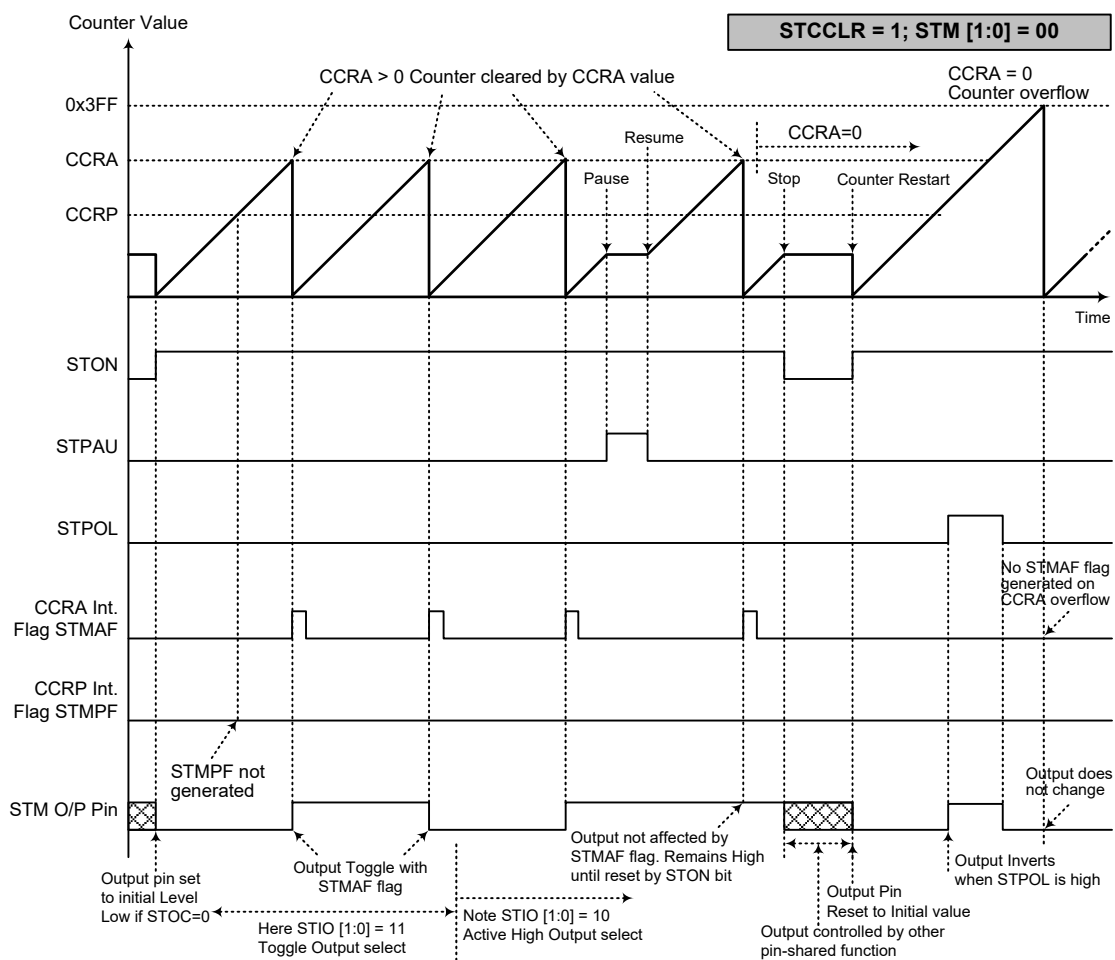 Counter Value
STCCLR = 1; STM [1:0] = 00
CCRA > 0 Counter cleared by CCRA value
CCRA = 0
Counter overflow
0x3FF
Resume
CCRA=0
CCRA
Pause
Stop
Counter Restart
CCRP
Time
STON
STPAU
STPOL
No STMAF flag
generated on
CCRA overflow
CCRA Int.
Flag STMAF
CCRP Int.
Flag STMPF
STMPF not
generated
Output does
not change
STM O/P Pin
Output not affected by
STMAF flag. Remains High
until reset by STON bit
Output Toggle with
STMAF flag
Output Inverts
when STPOL is high
Output pin set
to initial Level
Low if STOC=0
Output Pin
Reset to Initial value
Here STIO [1:0] = 11
Toggle Output select
Note STIO [1:0] = 10
Active High Output select
Output controlled by other
pin-shared function